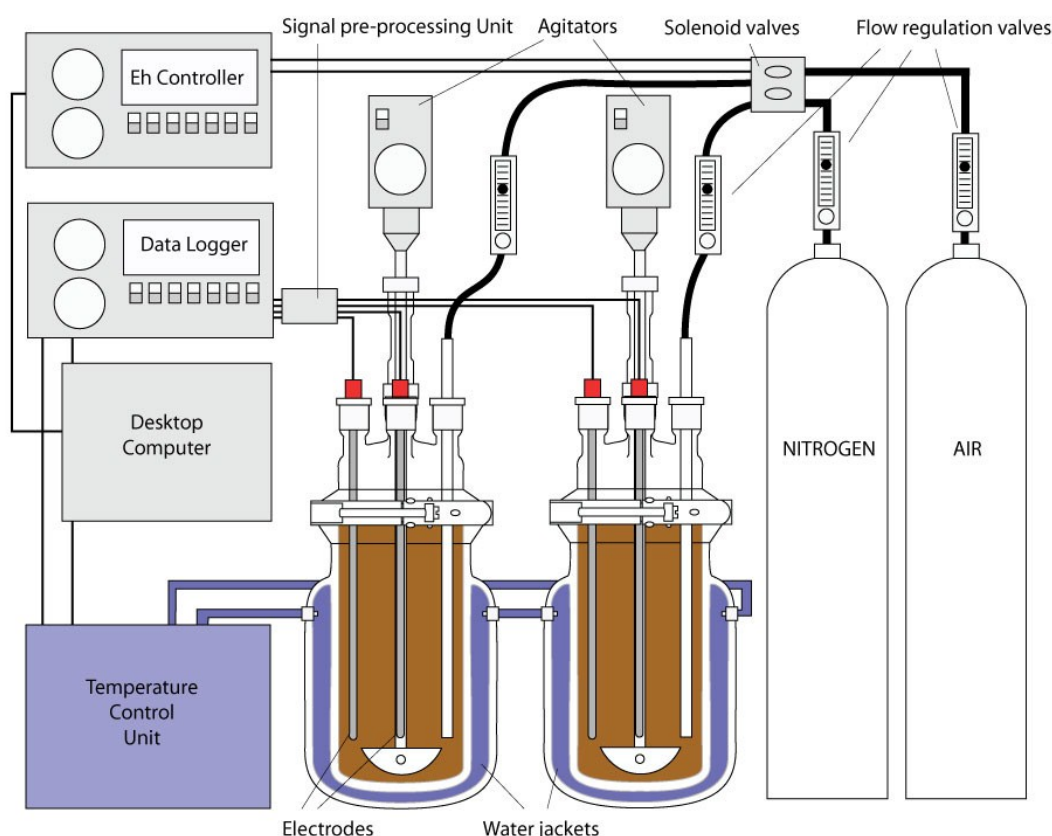 Signal pre-processing Unit
Agitators
Solenoid valves
Flow regulation valves
Eh Controller
Data Logger
Desktop
Computer
NITROGEN
AIR
Temperature
Control
Unit
Electrodes
Water jackets